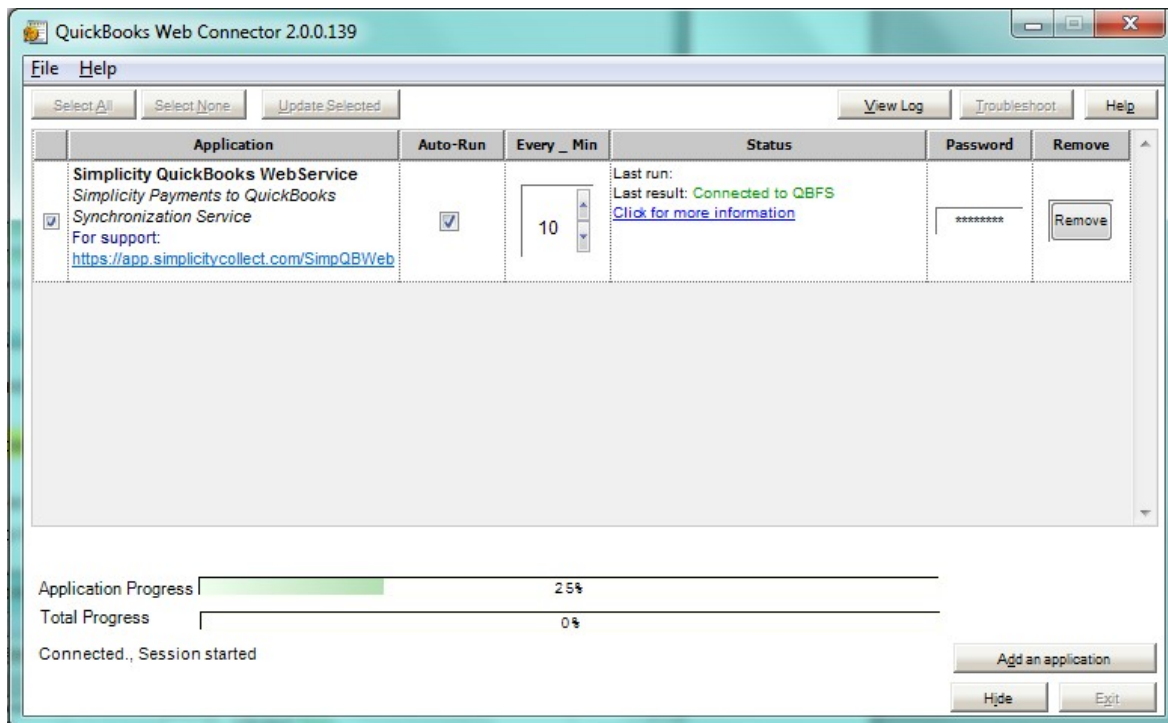 QuickBooks Web Connector 2.0.0.139
File Help
Select All Select None Update Selected View Log Troubleshoot Help
Application Auto-Run Every _ Min Status Password Remove
Simplicity QuickBooks WebService
Simplicity Payments to QuickBooks
Synchronization Service
For support:
https://app.simplicitycollect.com/SimpQBWeb
10
Last run:
Last result: Connected to QBFS
Click for more information
********
Remove
Application Progress 25%
Total Progress 0%
Connected., Session started
Add an application
Hide Exit